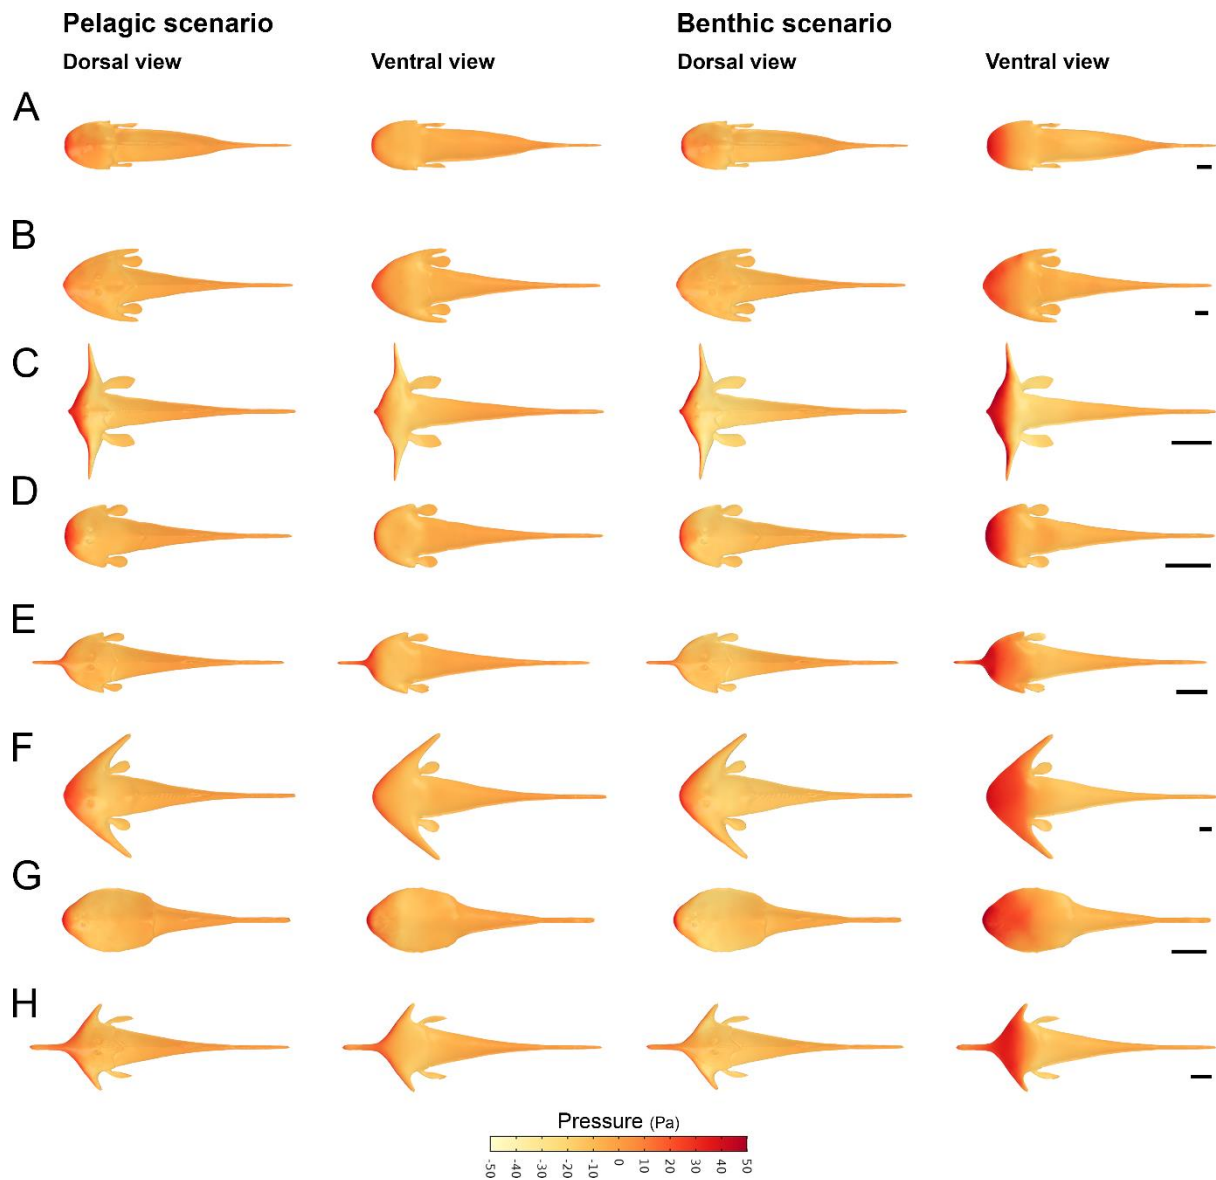 Pelagic scenario Benthic scenario
Dorsal view Ventral view Dorsal view Ventral view
A
B
C
D
E
F
G
H
Pressure (Pa)
-50 -40 -30 -20 -10 0 10 20 30 40 50